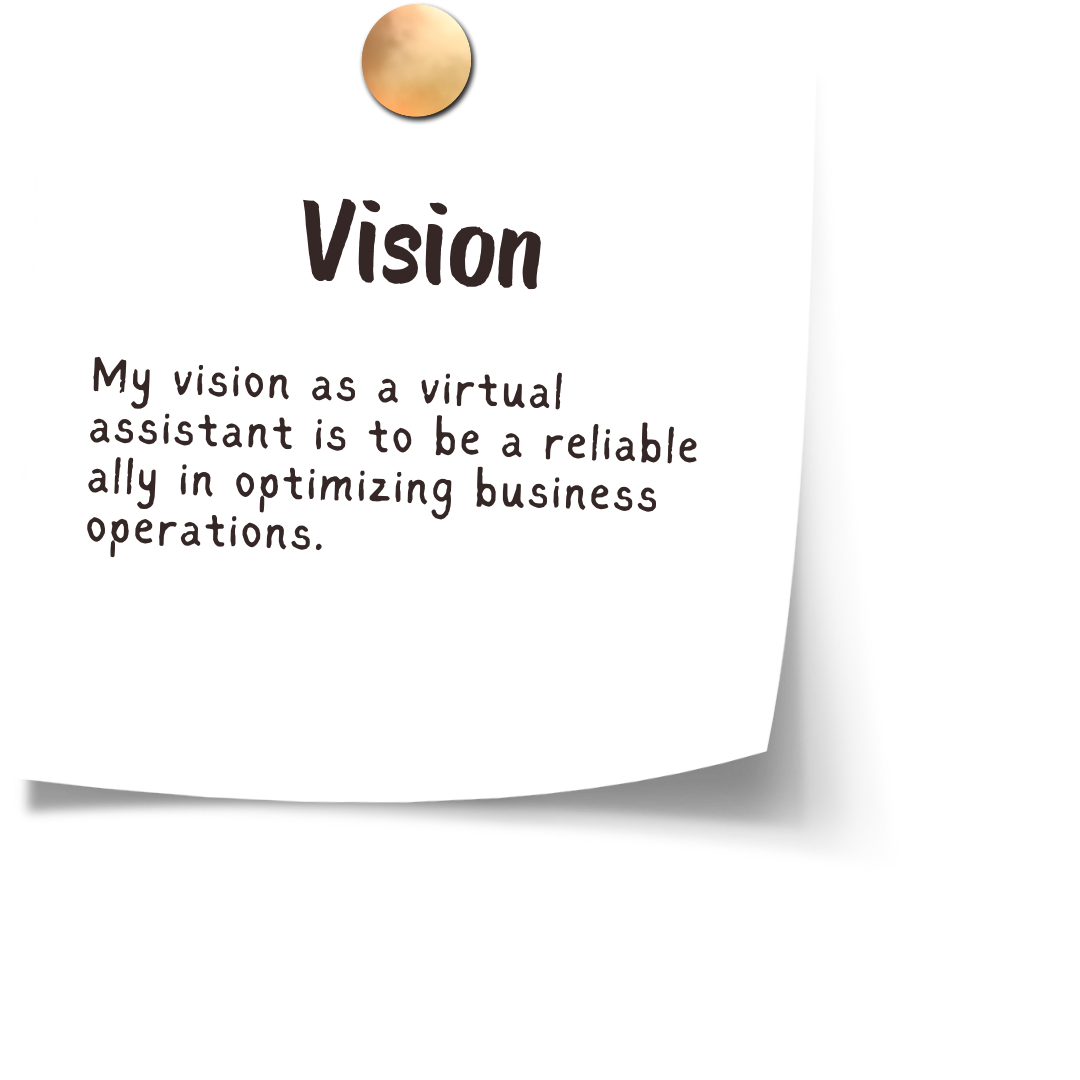 Vision
My vision as a virtual
assistant is to be a reliable
ally in optimizing business
operations.